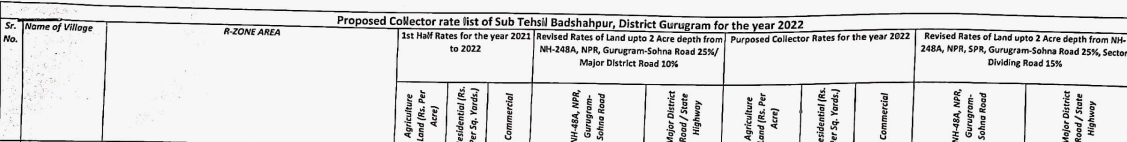 Proposed Collector rate list of Sub Tehsil Badshahpur, District Gurugram for the year 2022
Sr. No.
Name of Village
R-ZONE AREA
1st Half Rates for the year 2021
to 2022
Revised Rates of Land upto 2 Acre depth from
NH-248A, NPR, Gurugram-Sohna Road 25%/
Major District Road 10%
Purposed Collector Rates for the year 2022
Revised Rates of Land upto 2 Acre depth from NH-
248A, NPR, SPR, Gurugram-Sohna Road 25%, Sector
Dividing Road 15%
Agriculture
Land (Rs. Per
Acre)
Residential (Rs.
Per Sq. Yards.)
Commercial
NH-48A, NPR,
Gurugram-
Sohna Road
Major District
Road / State
Highway
Agriculture
Land (Rs. Per
Acre)
Residential (Rs.
Per Sq. Yards.)
Commercial
NH-48A, NPR,
Gurugram-
Sohna Road
Major District
Road / State
Highway